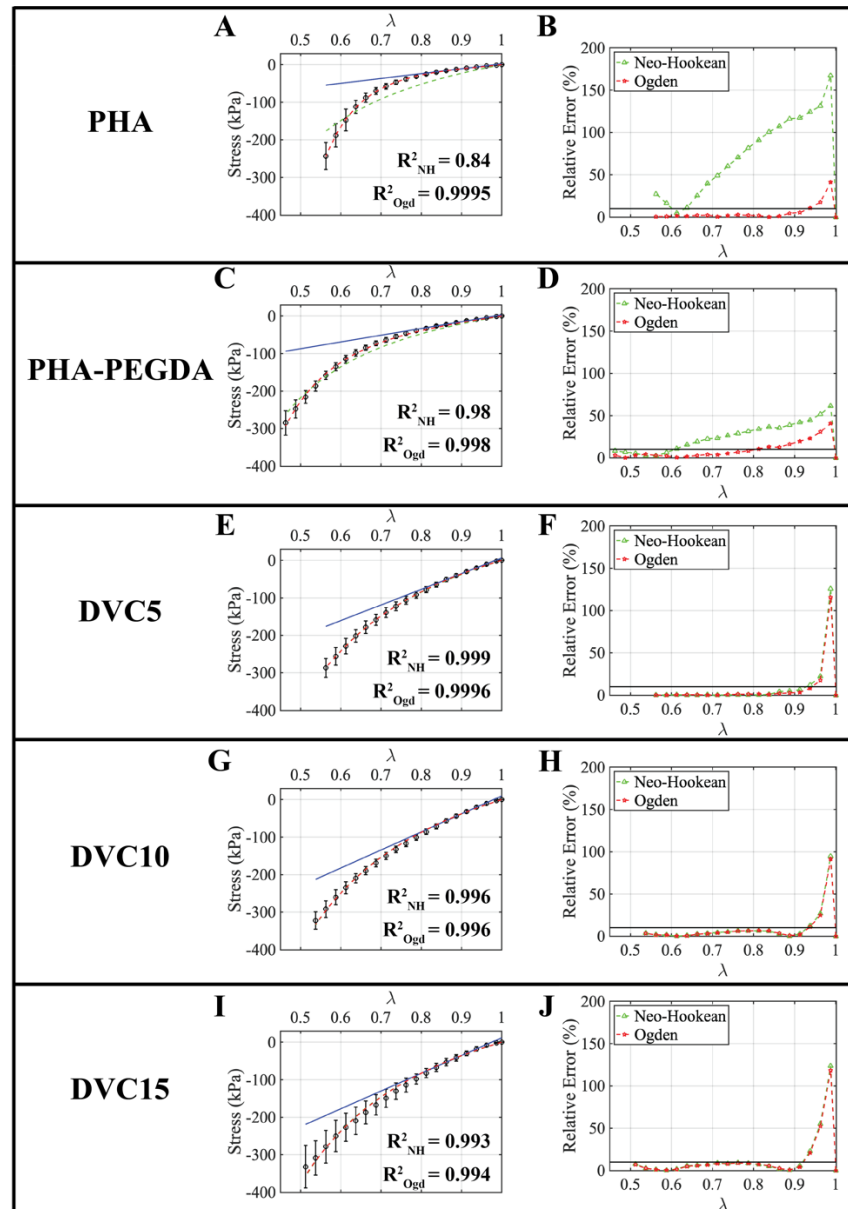 PHA
A
λ
0.5 0.6 0.7 0.8 0.9 1
Stress (kPa)
0
-100
-200
-300
-400
R²NH = 0.84
R²Ogd = 0.9995
B
Neo-Hookean
Ogden
Relative Error (%)
200
150
100
50
0
0.5 0.6 0.7 0.8 0.9 1
λ
PHA-PEGDA
C
λ
0.5 0.6 0.7 0.8 0.9 1
Stress (kPa)
0
-100
-200
-300
-400
R²NH = 0.98
R²Ogd = 0.998
D
Neo-Hookean
Ogden
Relative Error (%)
200
150
100
50
0
0.5 0.6 0.7 0.8 0.9 1
λ
DVC5
E
λ
0.5 0.6 0.7 0.8 0.9 1
Stress (kPa)
0
-100
-200
-300
-400
R²NH = 0.999
R²Ogd = 0.9996
F
Neo-Hookean
Ogden
Relative Error (%)
200
150
100
50
0
0.5 0.6 0.7 0.8 0.9 1
λ
DVC10
G
λ
0.5 0.6 0.7 0.8 0.9 1
Stress (kPa)
0
-100
-200
-300
-400
R²NH = 0.996
R²Ogd = 0.996
H
Neo-Hookean
Ogden
Relative Error (%)
200
150
100
50
0
0.5 0.6 0.7 0.8 0.9 1
λ
DVC15
I
λ
0.5 0.6 0.7 0.8 0.9 1
Stress (kPa)
0
-100
-200
-300
-400
R²NH = 0.993
R²Ogd = 0.994
J
Neo-Hookean
Ogden
Relative Error (%)
200
150
100
50
0
0.5 0.6 0.7 0.8 0.9 1
λ